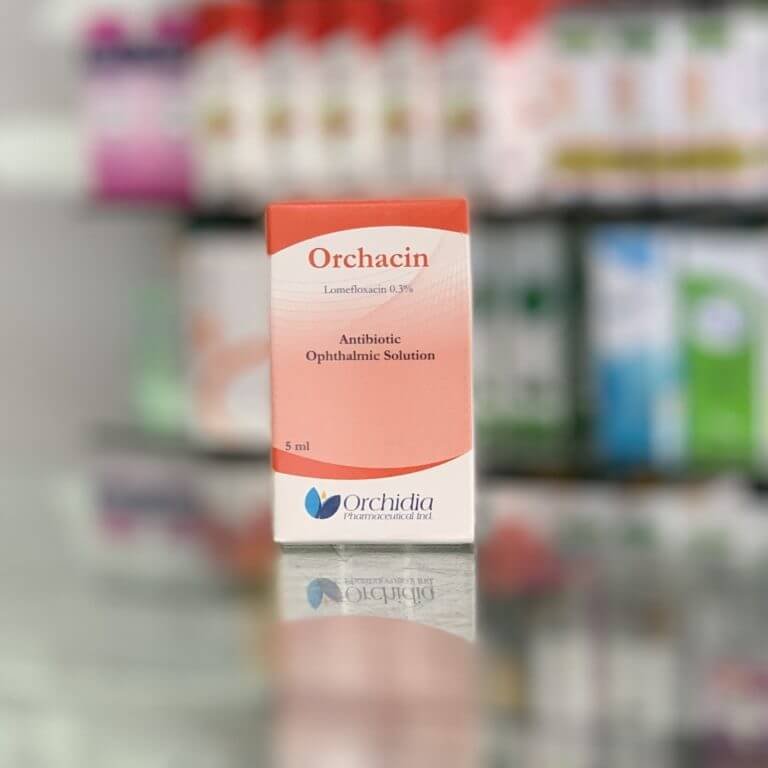 Orchacin
Lomefloxacin 0.3%
Antibiotic
Ophthalmic Solution
5 ml
Orchidia
Pharmaceutical Ind.